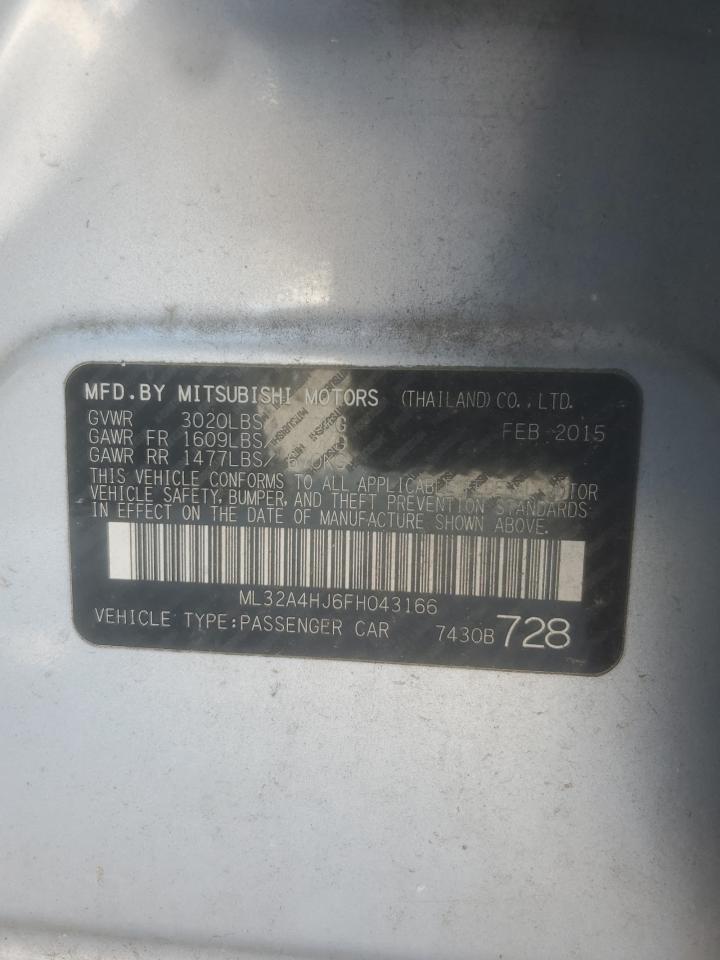 MFD.BY MITSUBISHI MOTORS (THAILAND) CO., LTD.
GVWR 3020LBS FEB 2015
GAWR FR 1609LBS
GAWR RR 1477LBS
THIS VEHICLE CONFORMS TO ALL APPLICABLE
VEHICLE SAFETY, BUMPER, AND THEFT PREVENTION STANDARDS
IN EFFECT ON THE DATE OF MANUFACTURE SHOWN ABOVE.
ML32A4HJ6FH043166
VEHICLE TYPE:PASSENGER CAR 7430B 728